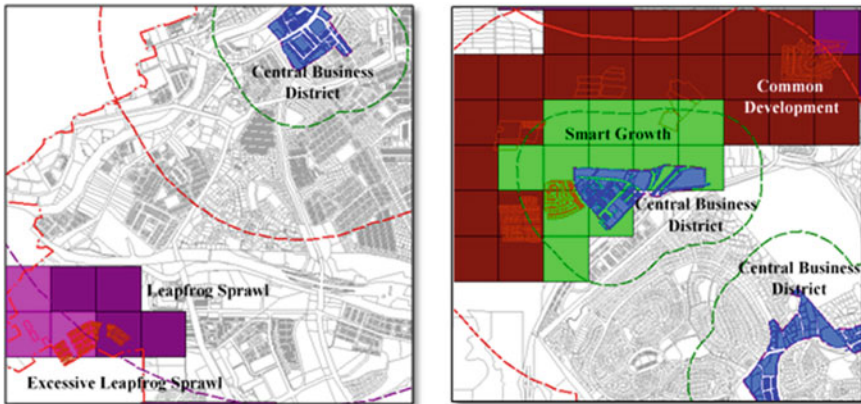 Central Business
District
Leapfrog Sprawl
Excessive Leapfrog Sprawl
Common
Development
Smart Growth
Central Business
District
Central Business
District